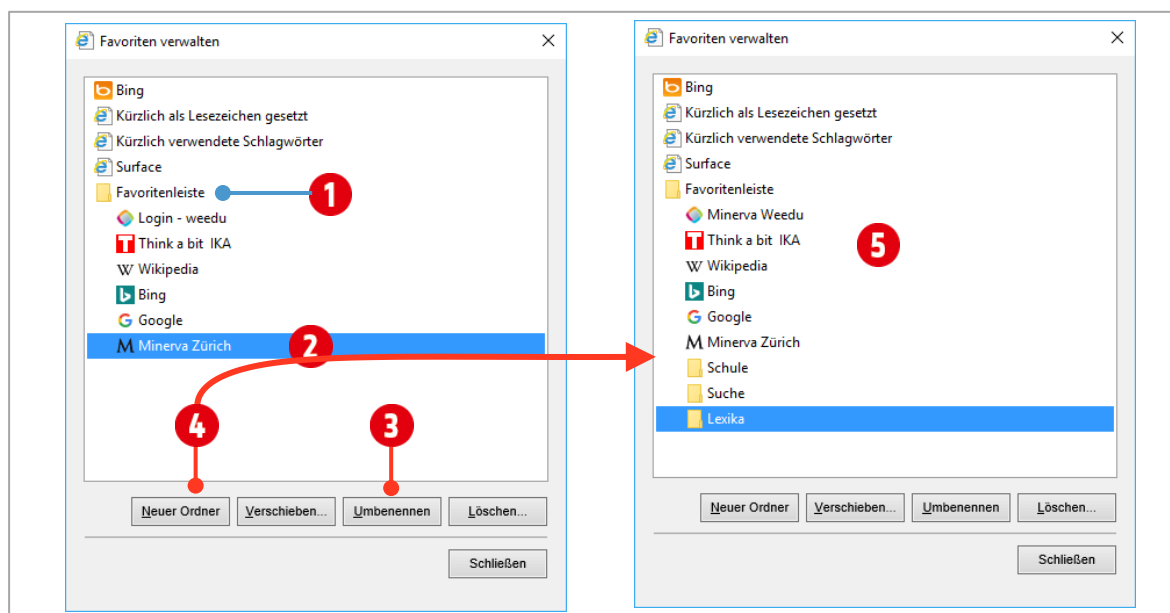 Favoriten verwalten
Bing
Kürzlich als Lesezeichen gesetzt
Kürzlich verwendete Schlagwörter
Surface
Favoritenleiste
1
Login - weedu
Think a bit IKA
Wikipedia
Bing
Google
Minerva Zürich
2
4
3
Neuer Ordner
Verschieben...
Umbenennen
Löschen...
Schließen
Favoriten verwalten
Bing
Kürzlich als Lesezeichen gesetzt
Kürzlich verwendete Schlagwörter
Surface
Favoritenleiste
Minerva Weedu
Think a bit IKA
5
Wikipedia
Bing
Google
Minerva Zürich
Schule
Suche
Lexika
Neuer Ordner
Verschieben...
Umbenennen
Löschen...
Schließen